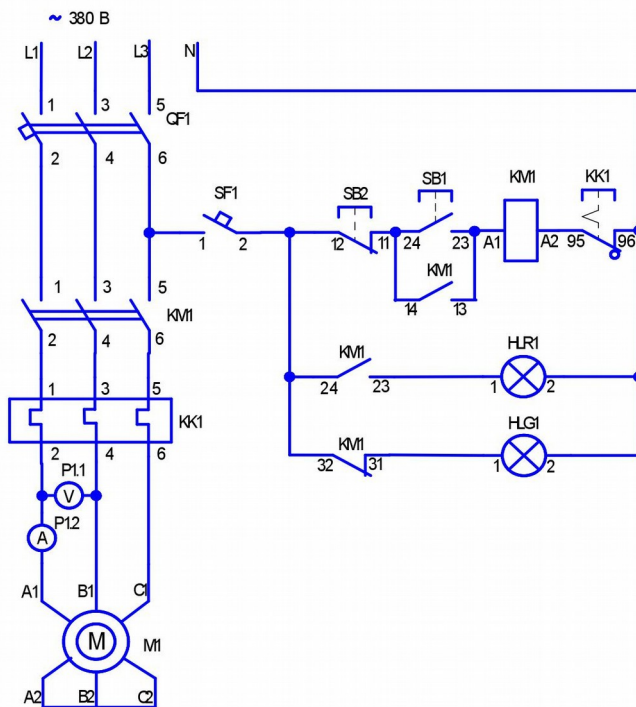 ~ 380 В
L1 L2 L3 N
1 3 5
QF1
2 4 6
SF1 SB2 SB1 KM1 KK1
1 2 12 11 24 23 A1 A2 95 96
KM1
14 13
1 3 5
KM1
2 4 6
KM1 HLR1
24 23 1 2
1 3 5
KK1
2 4 6
KM1 HLG1
32 31 1 2
P1.1
V
P1.2
A
A1 B1 C1
M M1
A2 B2 C2